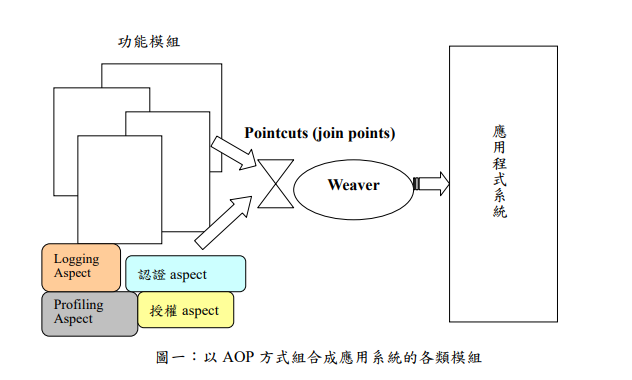 功能模組
Pointcuts (join points)
Weaver
應用程式系統
Logging
Aspect
認證 aspect
Profiling
Aspect
授權 aspect
圖一：以 AOP 方式組合成應用系統的各類模組